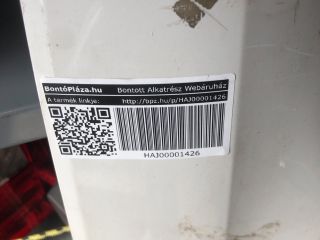 BontóPláza.hu Bontott Alkatrész Webáruház
A termék linkje: http://bpz.hu/p/HAJ00001426
HAJ00001426